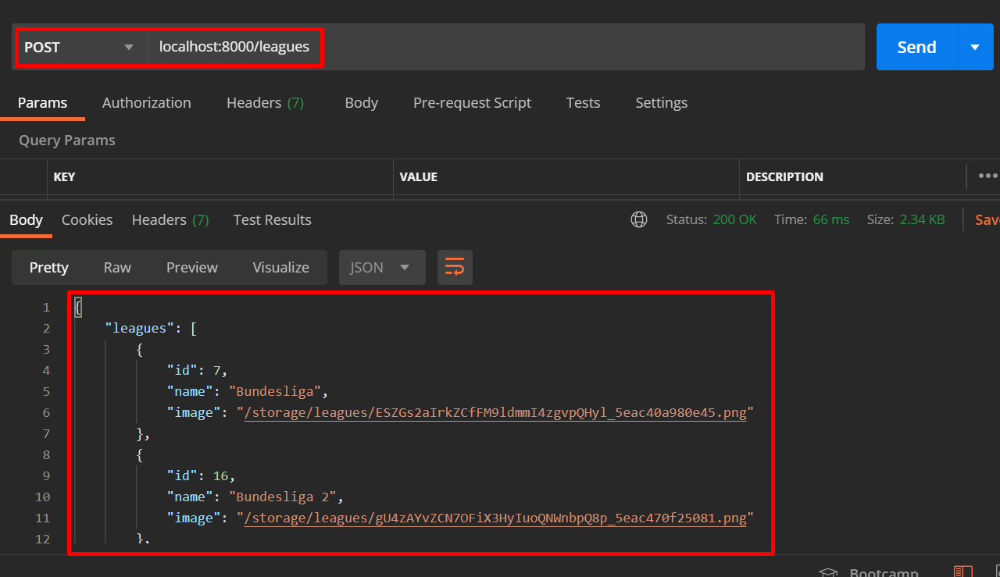 POST localhost:8000/leagues Send
Params Authorization Headers (7) Body Pre-request Script Tests Settings
Query Params
KEY VALUE DESCRIPTION •••
Body Cookies Headers (7) Test Results Status: 200 OK Time: 66 ms Size: 2.34 KB Sav
Pretty Raw Preview Visualize JSON
1 {
2 "leagues": [
3 {
4 "id": 7,
5 "name": "Bundesliga",
6 "image": "/storage/leagues/ESZGs2aIrkZCfFM9ldmmI4zgvpQHyl_5eac40a980e45.png"
7 },
8 {
9 "id": 16,
10 "name": "Bundesliga 2",
11 "image": "/storage/leagues/gU4zAYvZCN7OFiX3HyIuoQNWnbpQ8p_5eac470f25081.png"
12 },
Bootcamp